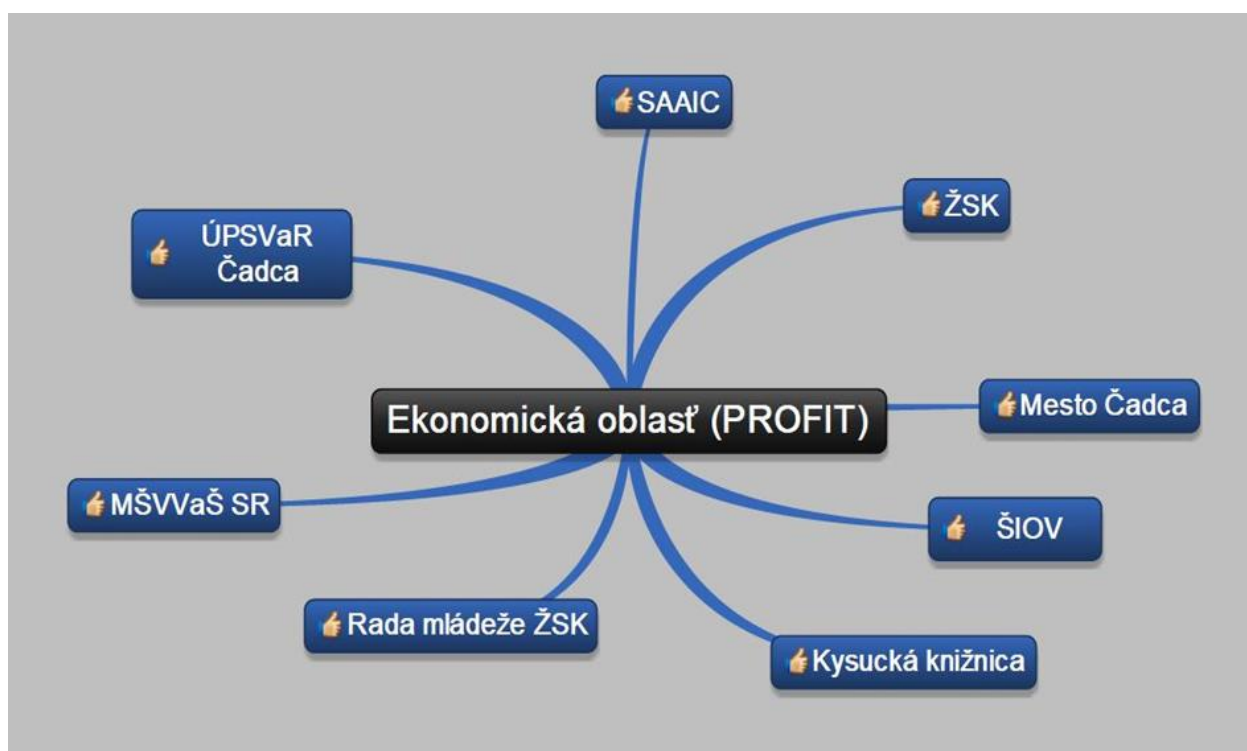 SAAIC
ŽSK
ÚPSVaR
Čadca
Ekonomická oblasť (PROFIT)
Mesto Čadca
MŠVVaŠ SR
ŠIOV
Rada mládeže ŽSK
Kysucká knižnica